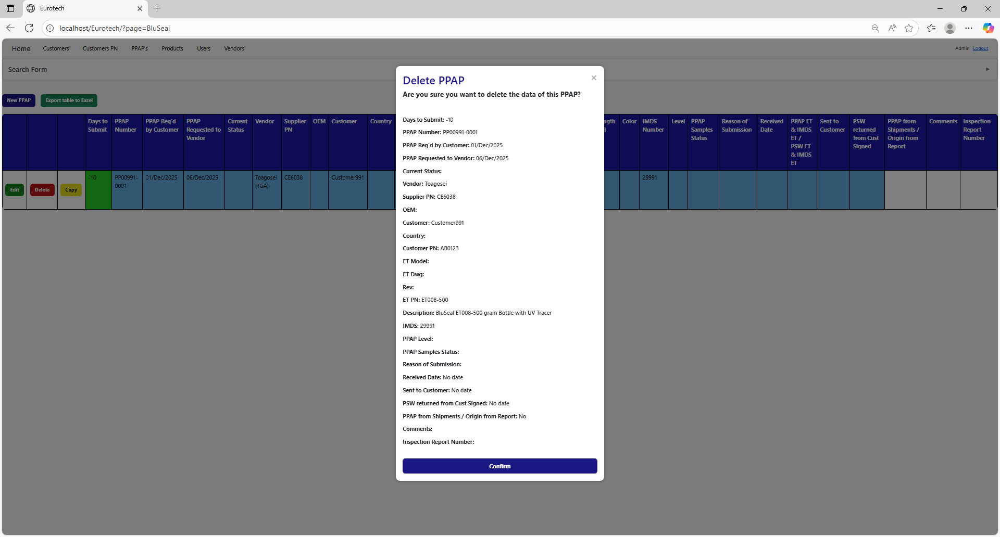 Eurotech
localhost/Eurotech/?page=BluSeal
Home Customers Customers PN PPAP's Products Users Vendors Admin Logout
Search Form
New PPAP Export table to Excel
Days to Submit
PPAP Number
PPAP Req'd by Customer
PPAP Requested to Vendor
Current Status
Vendor
Supplier PN
OEM
Customer
Country
ngth
)
Color
IMDS Number
Level
PPAP Samples Status
Reason of Submission
Received Date
PPAP ET & IMDS ET / PSW ET & IMDS ET
Sent to Customer
PSW returned from Cust Signed
PPAP from Shipments / Origin from Report
Comments
Inspection Report Number
Edit Delete Copy -10 PP00991-0001 01/Dec/2025 06/Dec/2025 Toagosei (TGA) CE6038 Customer991 29991
Delete PPAP
×
Are you sure you want to delete the data of this PPAP?
Days to Submit: -10
PPAP Number: PP00991-0001
PPAP Req'd by Customer: 01/Dec/2025
PPAP Requested to Vendor: 06/Dec/2025
Current Status:
Vendor: Toagosei
Supplier PN: CE6038
OEM:
Customer: Customer991
Country:
Customer PN: AB0123
ET Model:
ET Dwg:
Rev:
ET PN: ET008-500
Description: BluSeal ET008-500 gram Bottle with UV Tracer
IMDS: 29991
PPAP Level:
PPAP Samples Status:
Reason of Submission:
Received Date: No date
Sent to Customer: No date
PSW returned from Cust Signed: No date
PPAP from Shipments / Origin from Report: No
Comments:
Inspection Report Number:
Confirm